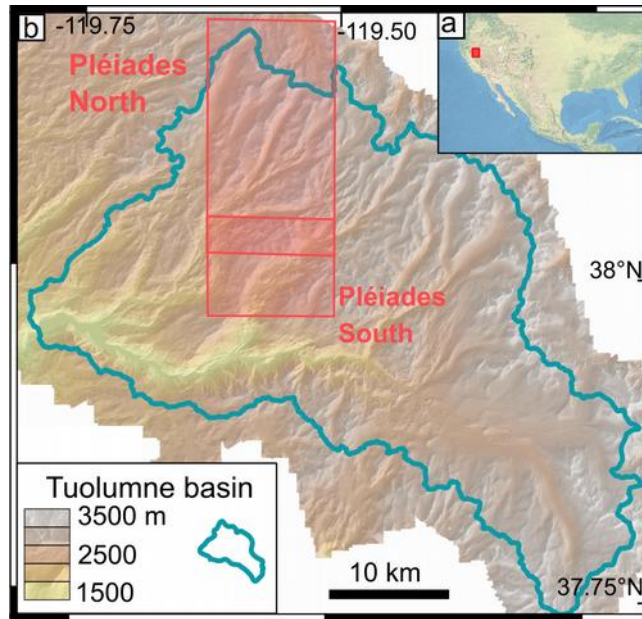 b
-119.75
-119.50
a
Pléiades
North
38°N
Pléiades
South
Tuolumne basin
3500 m
2500
1500
10 km
37.75°N